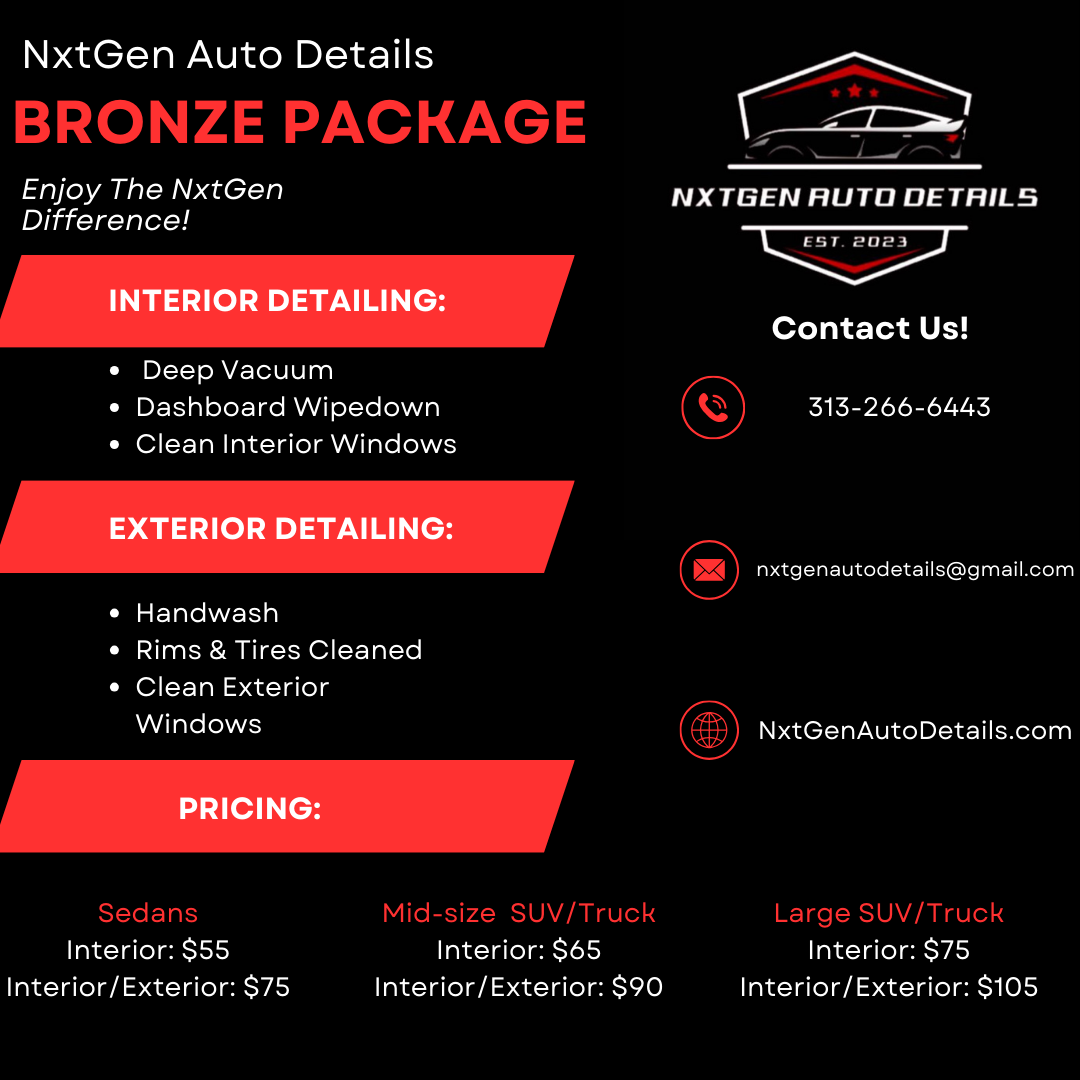 NxtGen Auto Details
BRONZE PACKAGE
Enjoy The NxtGen
Difference!
INTERIOR DETAILING:
• Deep Vacuum
• Dashboard Wipedown
• Clean Interior Windows
EXTERIOR DETAILING:
• Handwash
• Rims & Tires Cleaned
• Clean Exterior
Windows
PRICING:
NXTGEN AUTO DETAILS
EST. 2023
Contact Us!
313-266-6443
nxtgenautodetails@gmail.com
NxtGenAutoDetails.com
Sedans
Interior: $55
Interior/Exterior: $75
Mid-size SUV/Truck
Interior: $65
Interior/Exterior: $90
Large SUV/Truck
Interior: $75
Interior/Exterior: $105